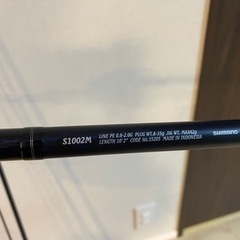 S1002M
LINE PE 0.8-2.0G PLUG WT.8-35g JIG WT. MAX42g
LENGTH 10'2" CODE No.35205 MADE IN INDONESIA
SHIMANO